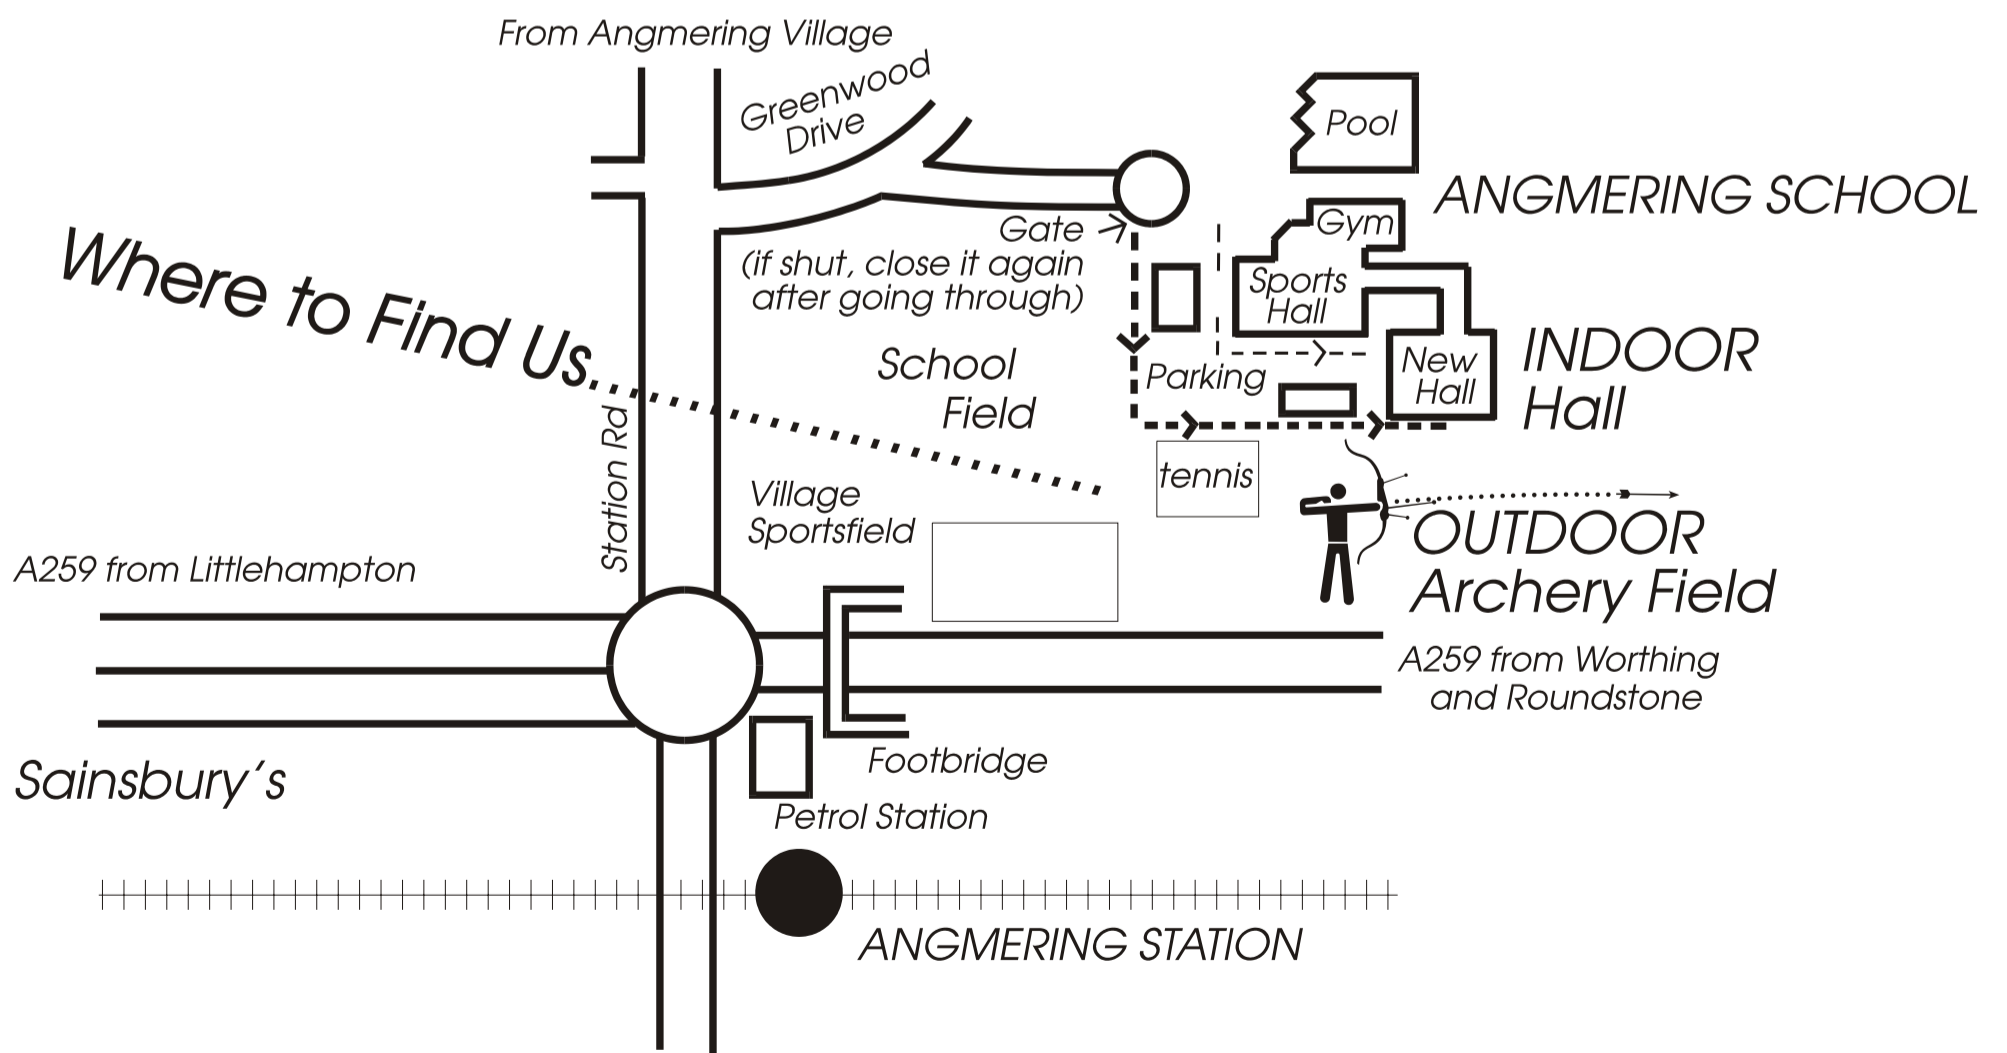 From Angmering Village
Greenwood
Drive
Pool
ANGMERING SCHOOL
Gym
Gate
(if shut, close it again
after going through)
Sports
Hall
Where to Find Us
INDOOR
Hall
New
Hall
School
Field
Parking
Station Rd
tennis
Village
Sportsfield
OUTDOOR
Archery Field
A259 from Littlehampton
A259 from Worthing
and Roundstone
Sainsbury´s
Footbridge
Petrol Station
ANGMERING STATION